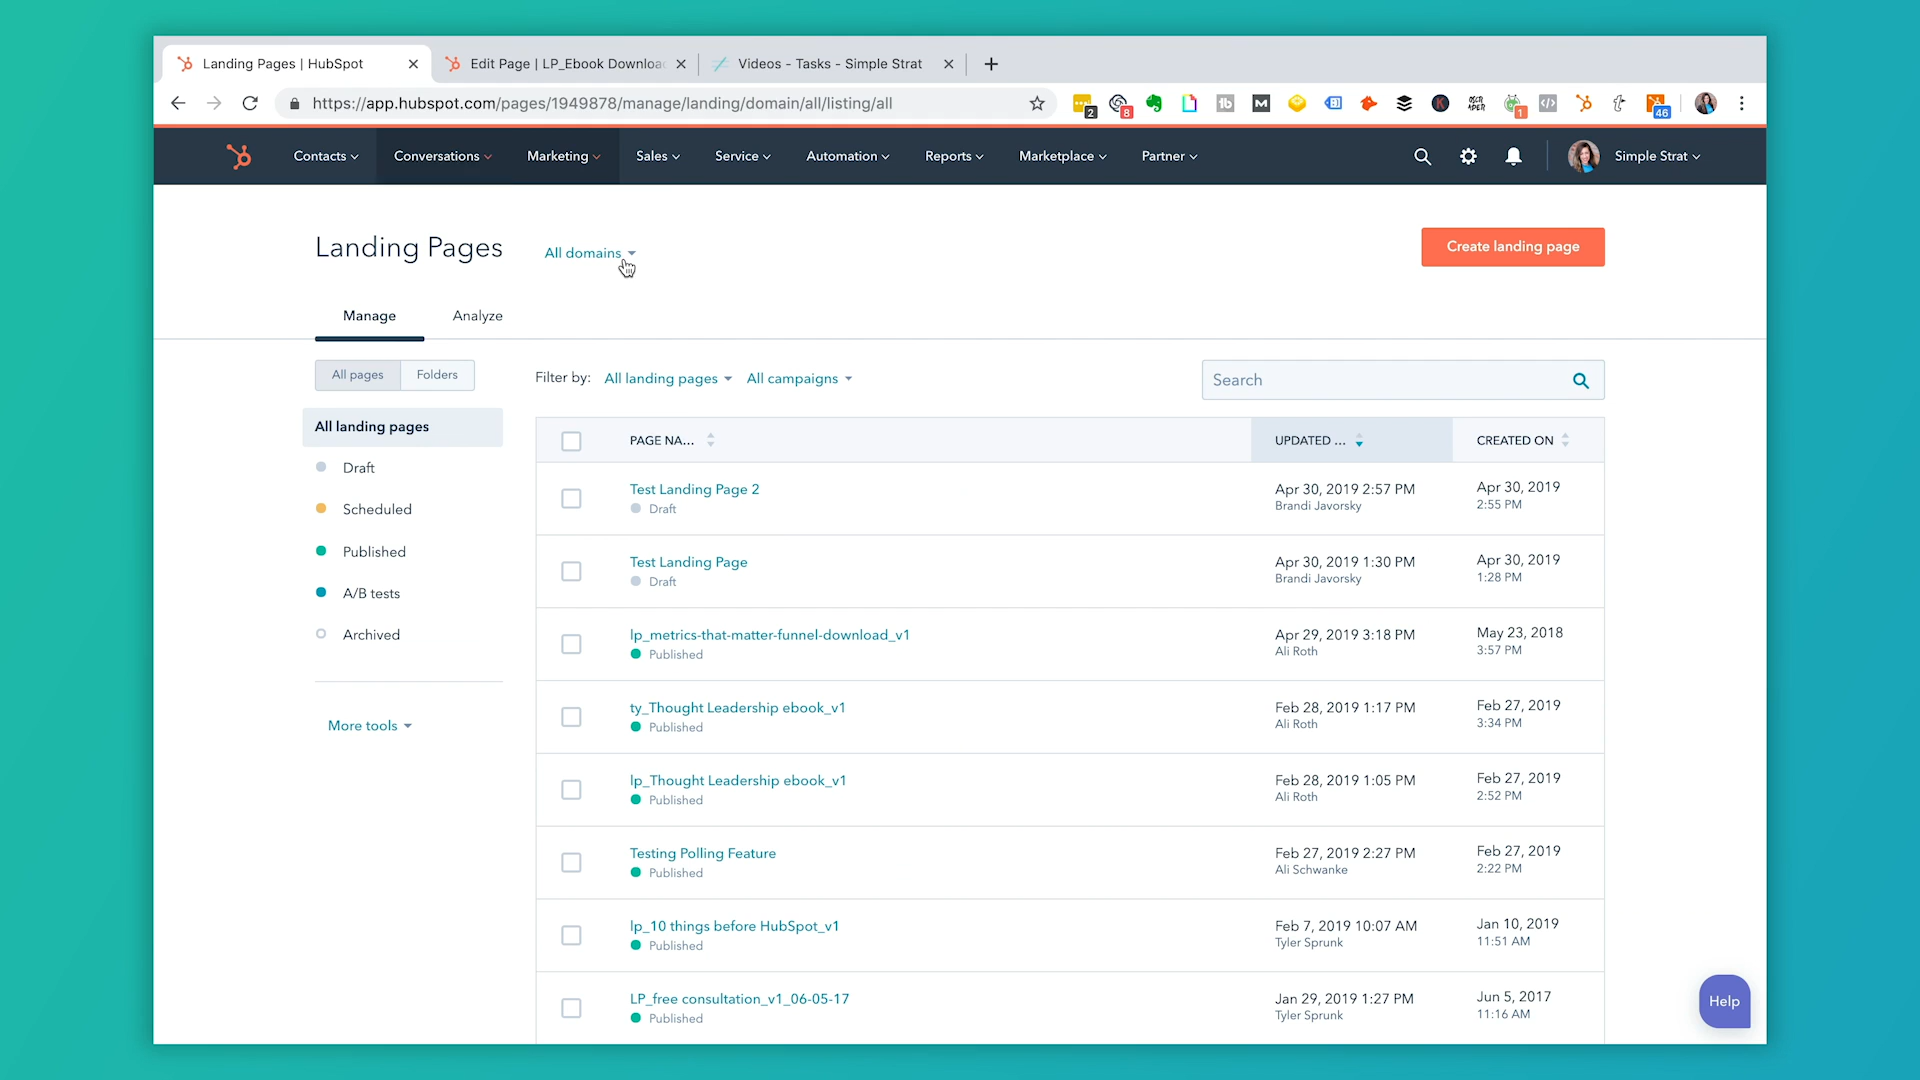 Landing Pages | HubSpot
Edit Page | LP_Ebook Downloa
Videos - Tasks - Simple Strat
https://app.hubspot.com/pages/1949878/manage/landing/domain/all/listing/all
2
8
1
46
Contacts
Conversations
Marketing
Sales
Service
Automation
Reports
Marketplace
Partner
Simple Strat
Landing Pages
All domains
Create landing page
Manage
Analyze
All pages
Folders
Filter by:
All landing pages
All campaigns
Search
All landing pages
Draft
Scheduled
Published
A/B tests
Archived
More tools
PAGE NA...
UPDATED ...
CREATED ON
Test Landing Page 2
Draft
Apr 30, 2019 2:57 PM
Brandi Javorsky
Apr 30, 2019
2:55 PM
Test Landing Page
Draft
Apr 30, 2019 1:30 PM
Brandi Javorsky
Apr 30, 2019
1:28 PM
lp_metrics-that-matter-funnel-download_v1
Published
Apr 29, 2019 3:18 PM
Ali Roth
May 23, 2018
3:57 PM
ty_Thought Leadership ebook_v1
Published
Feb 28, 2019 1:17 PM
Ali Roth
Feb 27, 2019
3:34 PM
lp_Thought Leadership ebook_v1
Published
Feb 28, 2019 1:05 PM
Ali Roth
Feb 27, 2019
2:52 PM
Testing Polling Feature
Published
Feb 27, 2019 2:27 PM
Ali Schwanke
Feb 27, 2019
2:22 PM
lp_10 things before HubSpot_v1
Published
Feb 7, 2019 10:07 AM
Tyler Sprunk
Jan 10, 2019
11:51 AM
LP_free consultation_v1_06-05-17
Published
Jan 29, 2019 1:27 PM
Tyler Sprunk
Jun 5, 2017
11:16 AM
Help